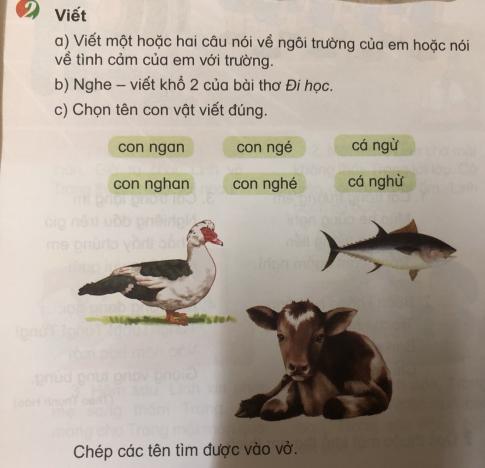 2 Viết
a) Viết một hoặc hai câu nói về ngôi trường của em hoặc nói
về tình cảm của em với trường.
b) Nghe – viết khổ 2 của bài thơ Đi học.
c) Chọn tên con vật viết đúng.
con ngan con ngé cá ngừ
con nghan con nghé cá nghừ
Chép các tên tìm được vào vở.